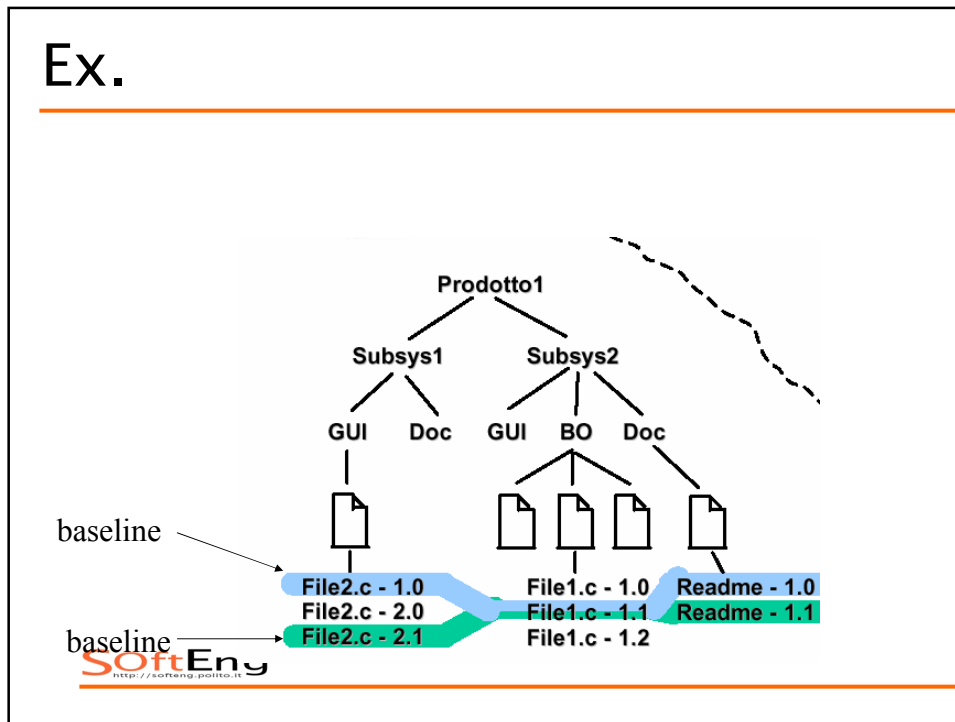 Ex.
Prodotto1
Subsys1 Subsys2
GUI Doc GUI BO Doc
baseline
File2.c - 1.0 File1.c - 1.0 Readme - 1.0
File2.c - 2.0 File1.c - 1.1 Readme - 1.1
baseline File2.c - 2.1 File1.c - 1.2
SoftEng
http://softeng.polito.it